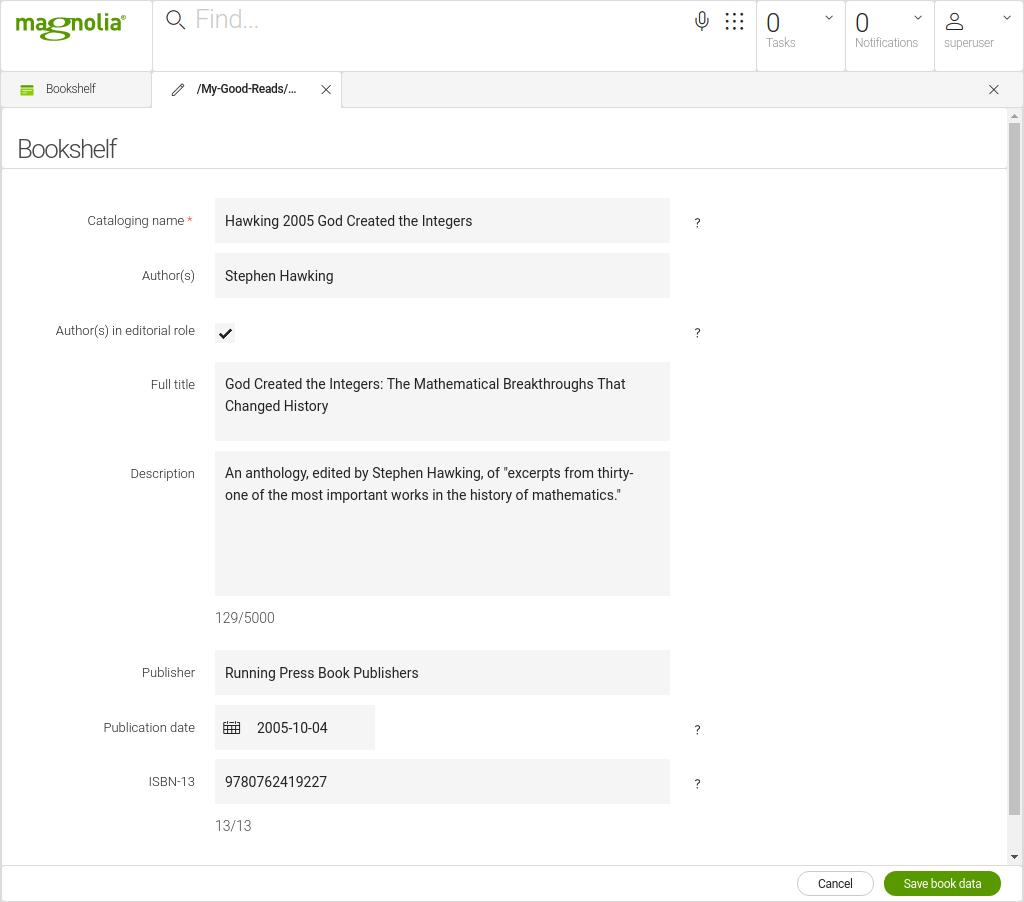 magnolia®
Find...
0
Tasks
0
Notifications
superuser
Bookshelf
/My-Good-Reads/...
Bookshelf
Cataloging name *
Hawking 2005 God Created the Integers
?
Author(s)
Stephen Hawking
Author(s) in editorial role
?
Full title
God Created the Integers: The Mathematical Breakthroughs That
Changed History
Description
An anthology, edited by Stephen Hawking, of "excerpts from thirty-
one of the most important works in the history of mathematics."
129/5000
Publisher
Running Press Book Publishers
Publication date
2005-10-04
?
ISBN-13
9780762419227
?
13/13
Cancel
Save book data